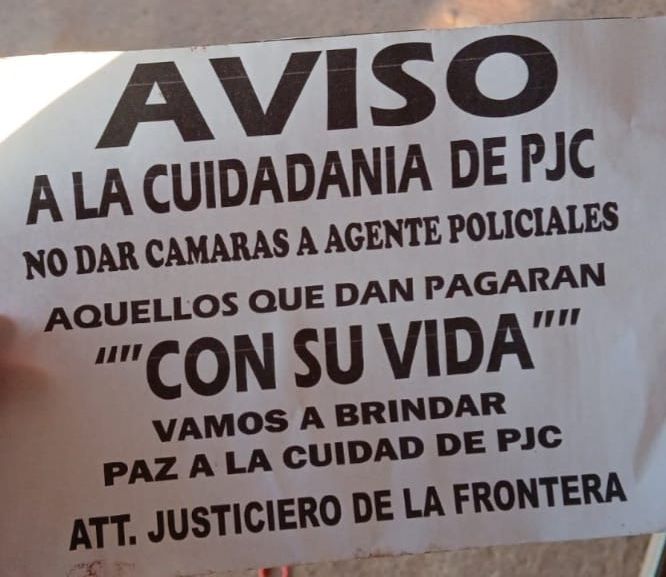 AVISO
A LA CUIDADANIA DE PJC
NO DAR CAMARAS A AGENTE POLICIALES
AQUELLOS QUE DAN PAGARAN
""CON SU VIDA""
VAMOS A BRINDAR
PAZ A LA CUIDAD DE PJC
ATT. JUSTICIERO DE LA FRONTERA